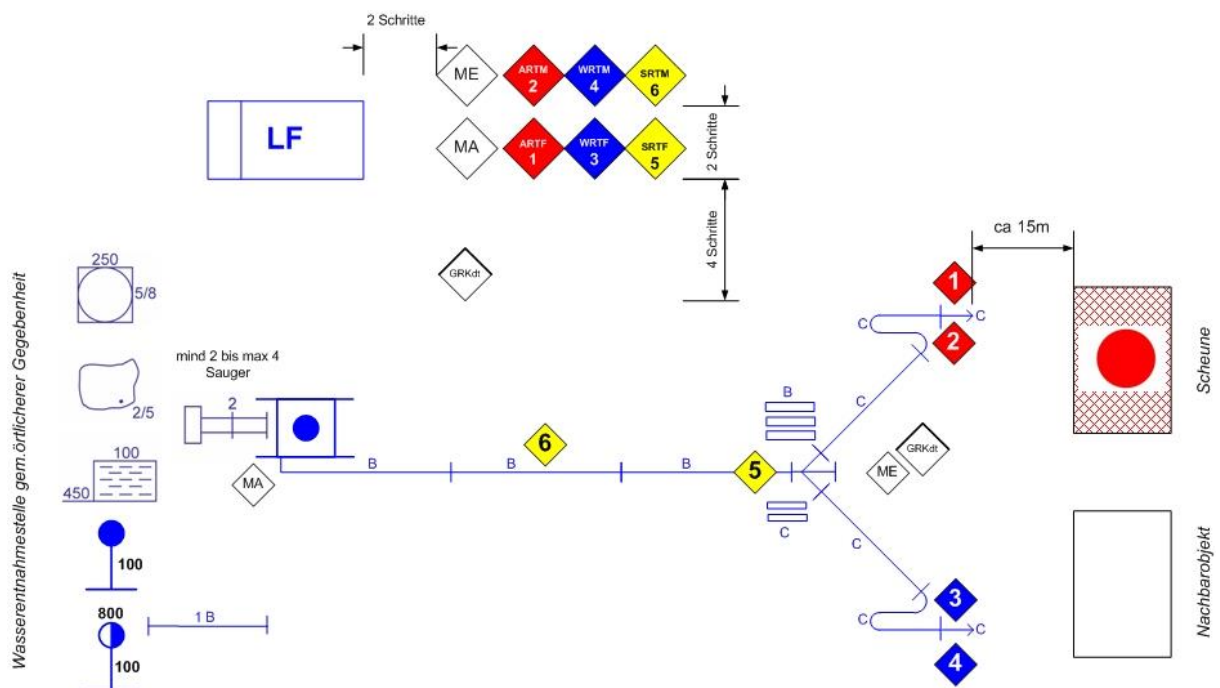 2 Schritte
ME
ARTM
2
WRTM
4
SRTM
6
LF
MA
ARTF
1
WRTF
3
SRTF
5
2 Schritte
4 Schritte
GRKdt
ca 15m
Wasserentnahmestelle gem.örtlicherer Gegebenheit
250
5/8
2/5
100
450
100
800
100
1 B
mind 2 bis max 4
Sauger
2
MA
B
B
B
6
5
B
C
C
C
C
C
1
2
ME
GRKdt
C
C
C
3
4
Scheune
Nachbarobjekt